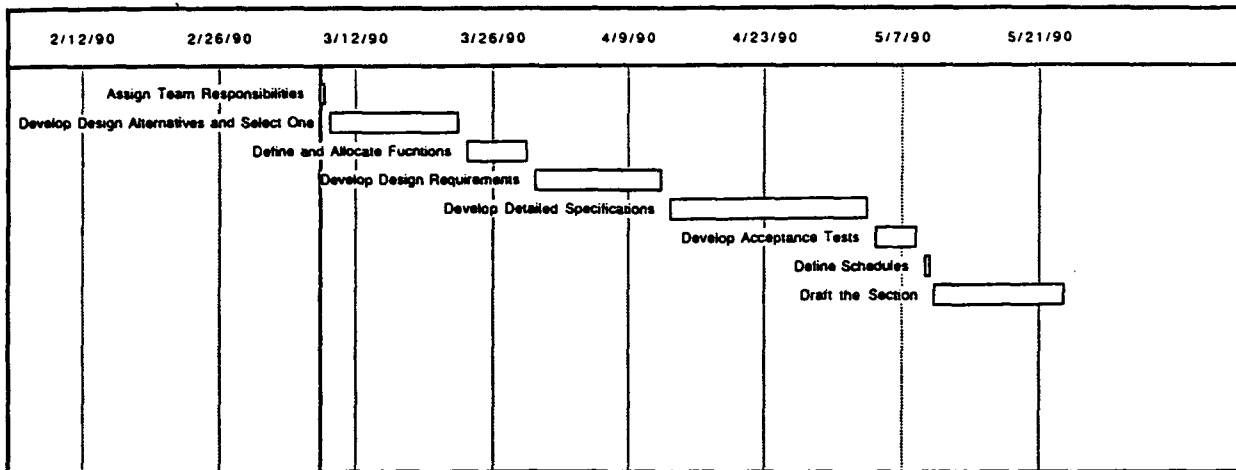 2/12/90 2/26/90 3/12/90 3/26/90 4/9/90 4/23/90 5/7/90 5/21/90
Assign Team Responsibilities
Develop Design Alternatives and Select One
Define and Allocate Fucntions
Develop Design Requirements
Develop Detailed Specifications
Develop Acceptance Tests
Define Schedules
Draft the Section